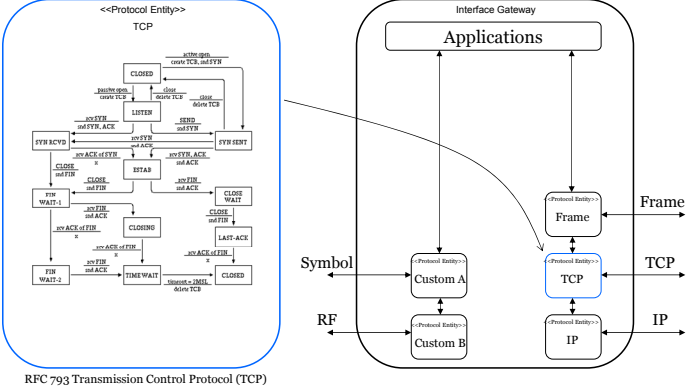 <<Protocol Entity>>
TCP
active open
create TCB, and SYN
CLOSED
passive open
create TCB
close
delete TCB
close
delete TCB
LISTEN
rcv SYN
snd SYN, ACK
SEND
snd SYN
SYN RCVD
rcv SYN
snd ACK
SYN SENT
rcv ACK of SYN
x
rcv SYN, ACK
snd ACK
CLOSE
snd FIN
ESTAB
CLOSE
snd FIN
rcv FIN
snd ACK
FIN
WAIT-1
CLOSE
WAIT
rcv FIN
snd ACK
CLOSE
snd FIN
CLOSING
rcv ACK of FIN
x
LAST-ACK
rcv ACK of FIN
x
rcv ACK of FIN
x
FIN
WAIT-2
rcv FIN
snd ACK
TIME WAIT
timeout = 2MSL
delete TCB
CLOSED
RFC 793 Transmission Control Protocol (TCP)
Interface Gateway
Applications
<<Protocol Entity>>
Frame
Frame
Symbol
<<Protocol Entity>>
Custom A
<<Protocol Entity>>
TCP
TCP
RF
<<Protocol Entity>>
Custom B
<<Protocol Entity>>
IP
IP